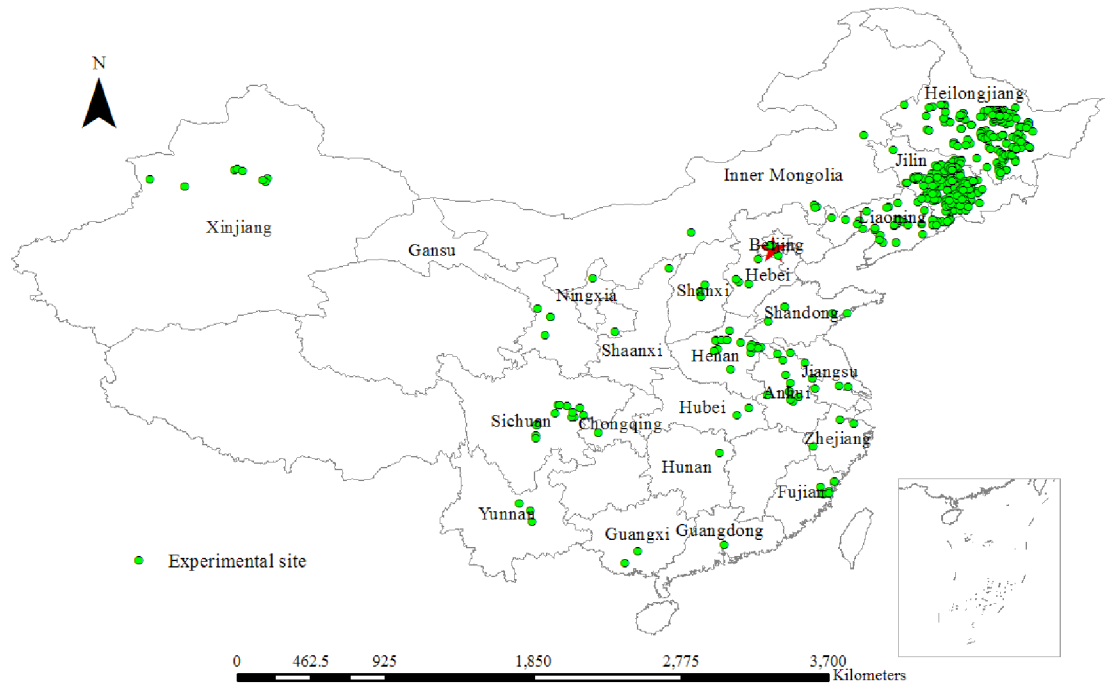 N
Heilongjiang
Jilin
Inner Mongolia
Liaoning
Xinjiang
Gansu
Beijing
Hebei
Ningxia
Shanxi
Shandong
Shaanxi
Henan
Jiangsu
Anhui
Hubei
Sichuan
Chongqing
Zhejiang
Hunan
Fujian
Yunnan
Guangxi
Guangdong
Experimental site
0 462.5 925 1,850 2,775 3,700
Kilometers